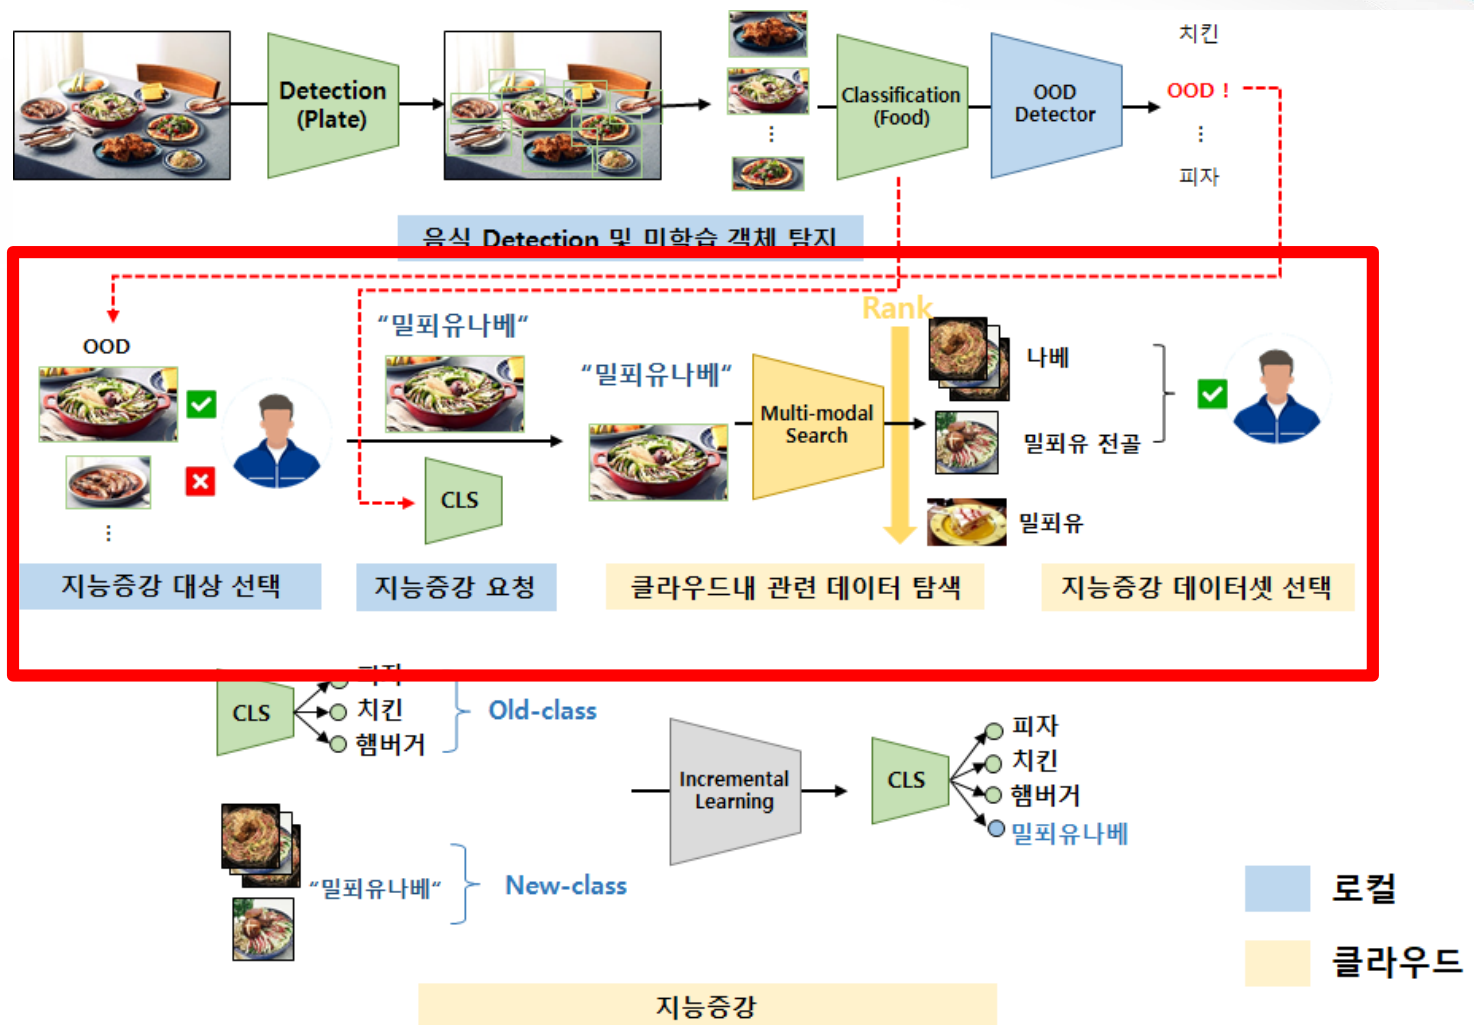 치킨
Detection
(Plate)
Classification
(Food)
OOD
Detector
OOD !
⋮
⋮
피자
음식 Detection 및 미학습 객체 탐지
OOD
⋮
“밀푀유나베“
CLS
“밀푀유나베“
Multi-modal
Search
Rank
나베
밀푀유 전골
밀푀유
지능증강 대상 선택
지능증강 요청
클라우드내 관련 데이터 탐색
지능증강 데이터셋 선택
CLS
피자
치킨
햄버거
Old-class
“밀푀유나베“
New-class
Incremental
Learning
CLS
피자
치킨
햄버거
밀푀유나베
로컬
클라우드
지능증강